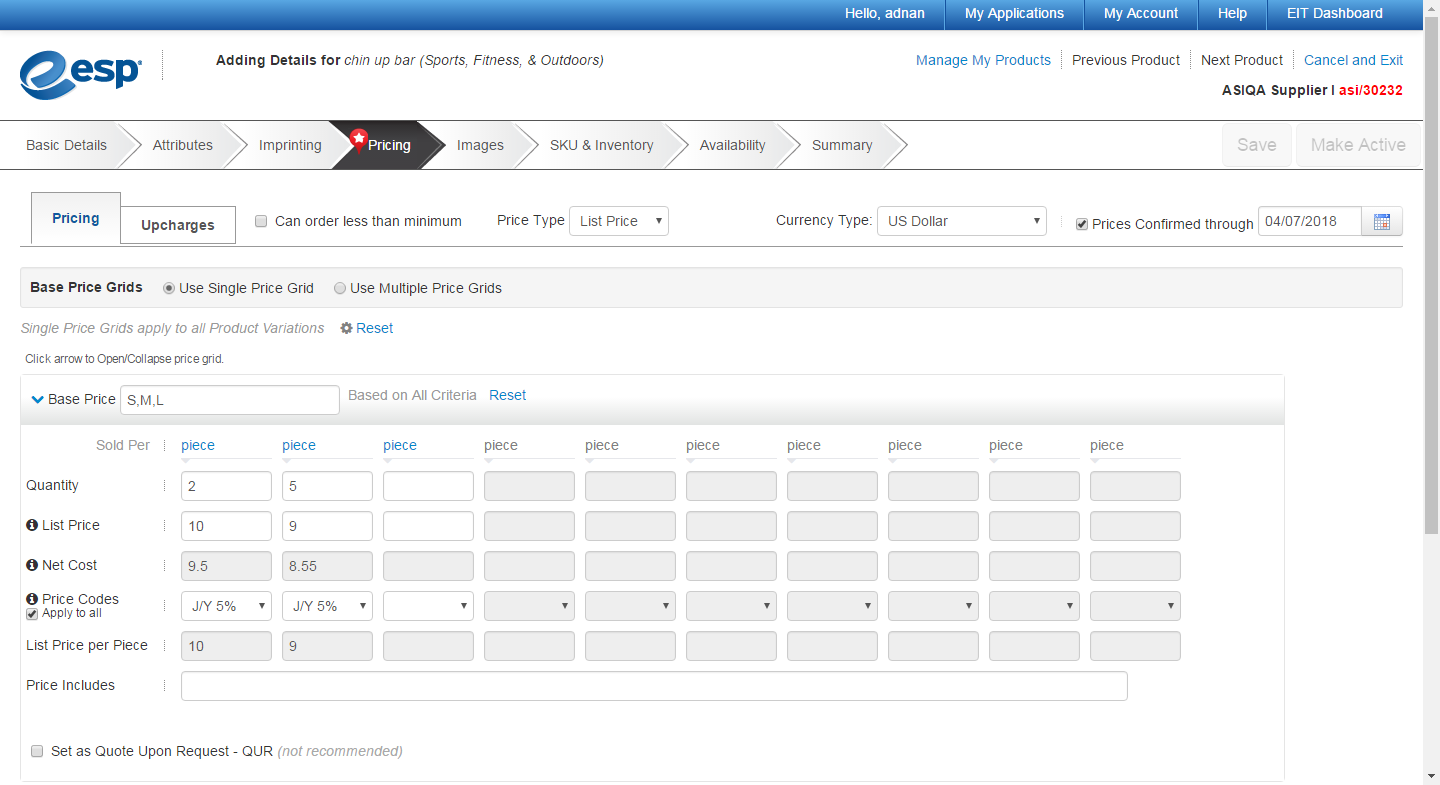 Hello, adnan My Applications My Account Help EIT Dashboard
esp
Adding Details for chin up bar (Sports, Fitness, & Outdoors)
Manage My Products Previous Product Next Product Cancel and Exit
ASIQA Supplier I asi/30232
Basic Details Attributes Imprinting Pricing Images SKU & Inventory Availability Summary Save Make Active
Pricing Upcharges Can order less than minimum Price Type List Price Currency Type: US Dollar Prices Confirmed through 04/07/2018
Base Price Grids Use Single Price Grid Use Multiple Price Grids
Single Price Grids apply to all Product Variations Reset
Click arrow to Open/Collapse price grid.
Base Price S,M,L Based on All Criteria Reset
Sold Per piece piece piece piece piece piece piece piece piece piece
Quantity 2 5
List Price 10 9
Net Cost 9.5 8.55
Price Codes J/Y 5% J/Y 5%
Apply to all
List Price per Piece 10 9
Price Includes
Set as Quote Upon Request - QUR (not recommended)